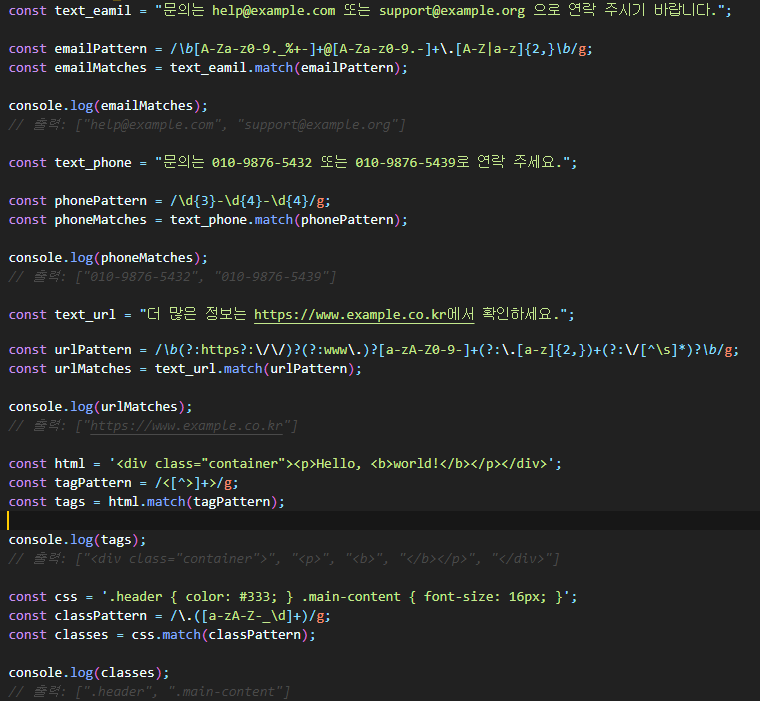 const text_eamil = "문의는 help@example.com 또는 support@example.org 으로 연락 주시기 바랍니다.";
const emailPattern = /\b[A-Za-z0-9._%+-]+@[A-Za-z0-9.-]+\.[A-Z|a-z]{2,}\b/g;
const emailMatches = text_eamil.match(emailPattern);
console.log(emailMatches);
// 출력: ["help@example.com", "support@example.org"]
const text_phone = "문의는 010-9876-5432 또는 010-9876-5439로 연락 주세요.";
const phonePattern = /\d{3}-\d{4}-\d{4}/g;
const phoneMatches = text_phone.match(phonePattern);
console.log(phoneMatches);
// 출력: ["010-9876-5432", "010-9876-5439"]
const text_url = "더 많은 정보는 https://www.example.co.kr에서 확인하세요.";
const urlPattern = /\b(?:https?:\/\/)?(?:www\.)?[a-zA-Z0-9-]+(?:\.[a-z]{2,})+(?:\/[^\s]*)?\b/g;
const urlMatches = text_url.match(urlPattern);
console.log(urlMatches);
// 출력: ["https://www.example.co.kr"]
const html = '<div class="container"><p>Hello, <b>world!</b></p></div>';
const tagPattern = /<[^>]+>/g;
const tags = html.match(tagPattern);
console.log(tags);
// 출력: ["<div class="container">", "<p>", "<b>", "</b></p>", "</div>"]
const css = '.header { color: #333; } .main-content { font-size: 16px; }';
const classPattern = /\.([a-zA-Z-_\d]+)/g;
const classes = css.match(classPattern);
console.log(classes);
// 출력: [".header", ".main-content"]